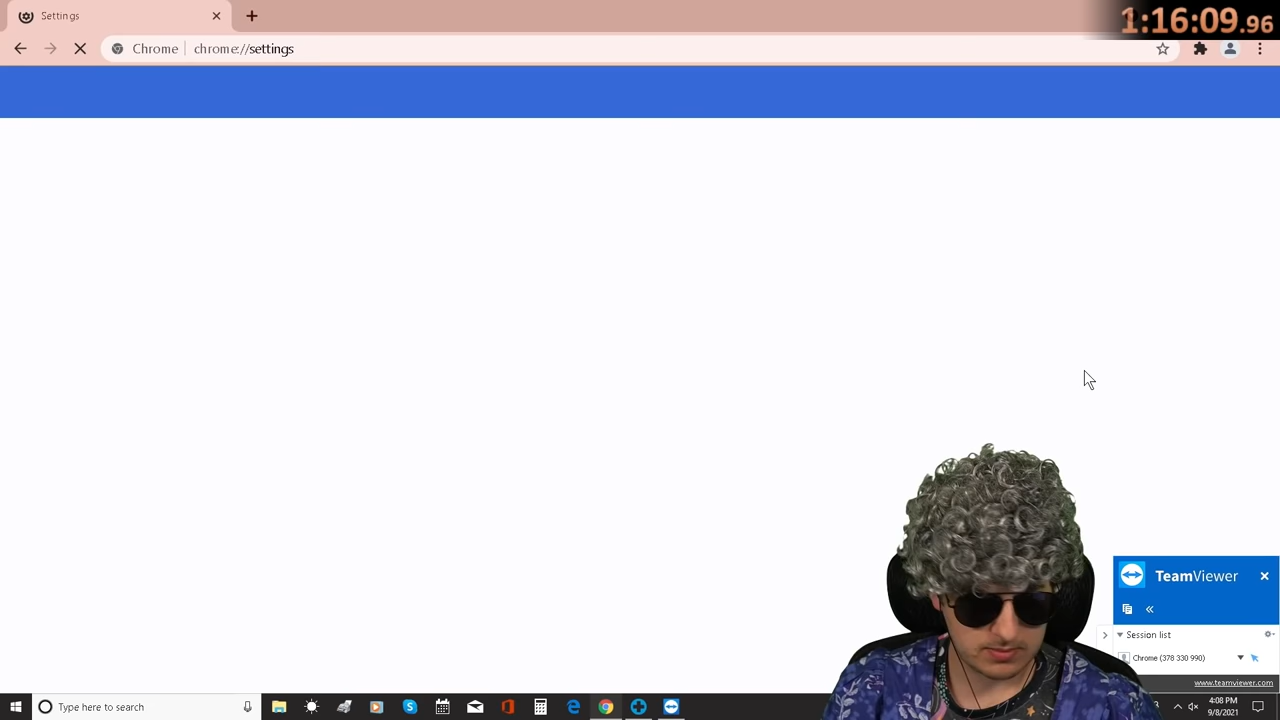 Settings
1:16:09.96
Chrome
chrome://settings
TeamViewer
Session list
Chrome (378 330 990)
www.teamviewer.com
Type here to search
4:08 PM
9/8/2021